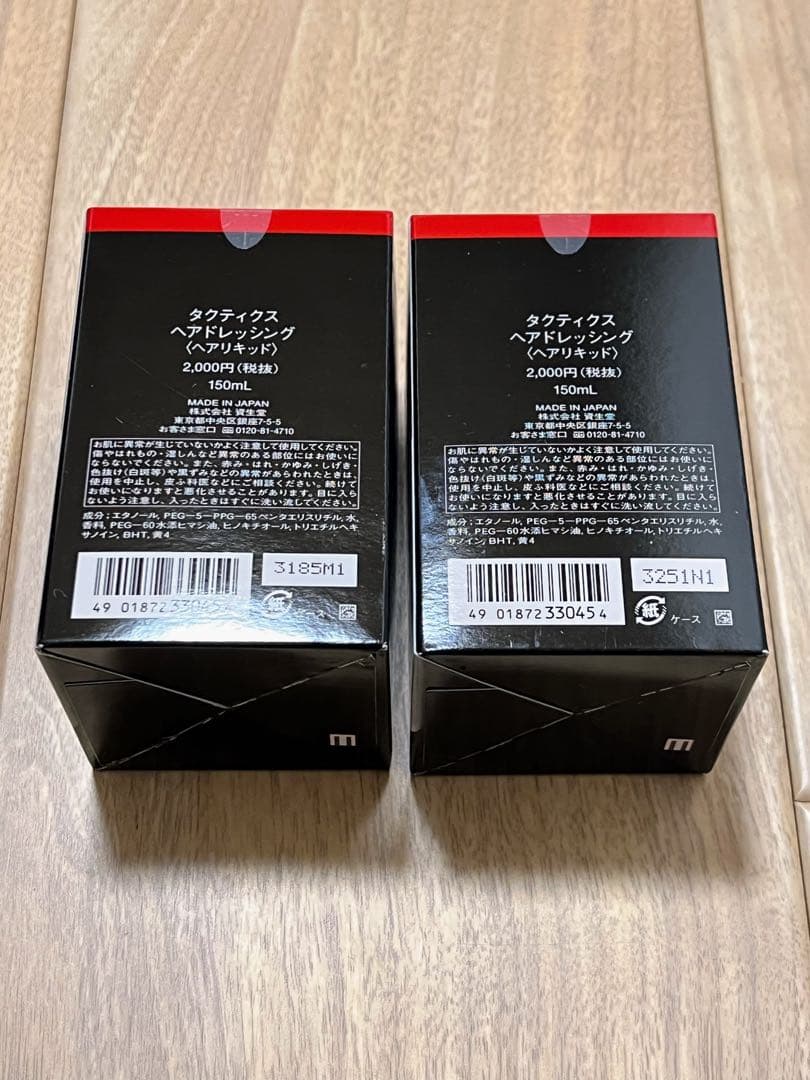 タクティクス
ヘアドレッシング
〈ヘアリキッド〉
2,000円(税抜)
150mL
MADE IN JAPAN
株式会社 資生堂
東京都中央区銀座7-5-5
お客さま窓口 0120-81-4710
お肌に異常が生じていないかよく注意して使用してください。
傷やはれもの・湿しんなど異常のある部位にはお使いに
ならないでください。また、赤み・はれ・かゆみ・しげき・
色抜け(白斑等)や黒ずみなどの異常があらわれたときは、
使用を中止し、皮ふ科医などにご相談ください。続けて
お使いになりますと悪化させることがあります。目に入ら
ないよう注意し、入ったときはすぐに洗い流してください。
成分:エタノール, PEG-5-PPG-65ペンタエリスリチル, 水,
香料, PEG-60水添ヒマシ油, ヒノキチオール, トリエチルヘキ
サノイン, BHT, 黄4
3185M1
49 01872 330454
紙
ケース
m
タクティクス
ヘアドレッシング
〈ヘアリキッド〉
2,000円(税抜)
150mL
MADE IN JAPAN
株式会社 資生堂
東京都中央区銀座7-5-5
お客さま窓口 0120-81-4710
お肌に異常が生じていないかよく注意して使用してください。
傷やはれもの・湿しんなど異常のある部位にはお使いに
ならないでください。また、赤み・はれ・かゆみ・しげき・
色抜け(白斑等)や黒ずみなどの異常があらわれたときは、
使用を中止し、皮ふ科医などにご相談ください。続けて
お使いになりますと悪化させることがあります。目に入ら
ないよう注意し、入ったときはすぐに洗い流してください。
成分:エタノール, PEG-5-PPG-65ペンタエリスリチル, 水,
香料, PEG-60水添ヒマシ油, ヒノキチオール, トリエチルヘキ
サノイン, BHT, 黄4
3251N1
49 01872 330454
紙
ケース
m